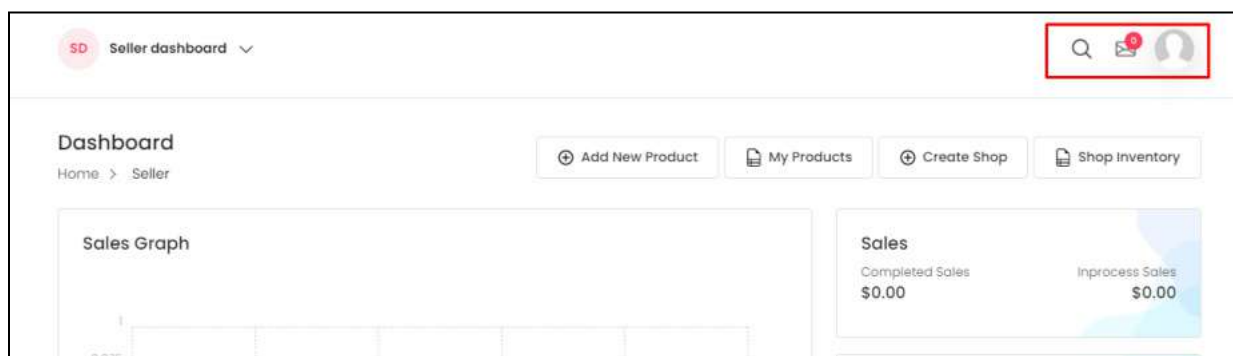 SD Seller dashboard
0
Dashboard
Add New Product My Products Create Shop Shop Inventory
Home > Seller
Sales Graph
Sales
Completed Sales Inprocess Sales
$0.00 $0.00
1